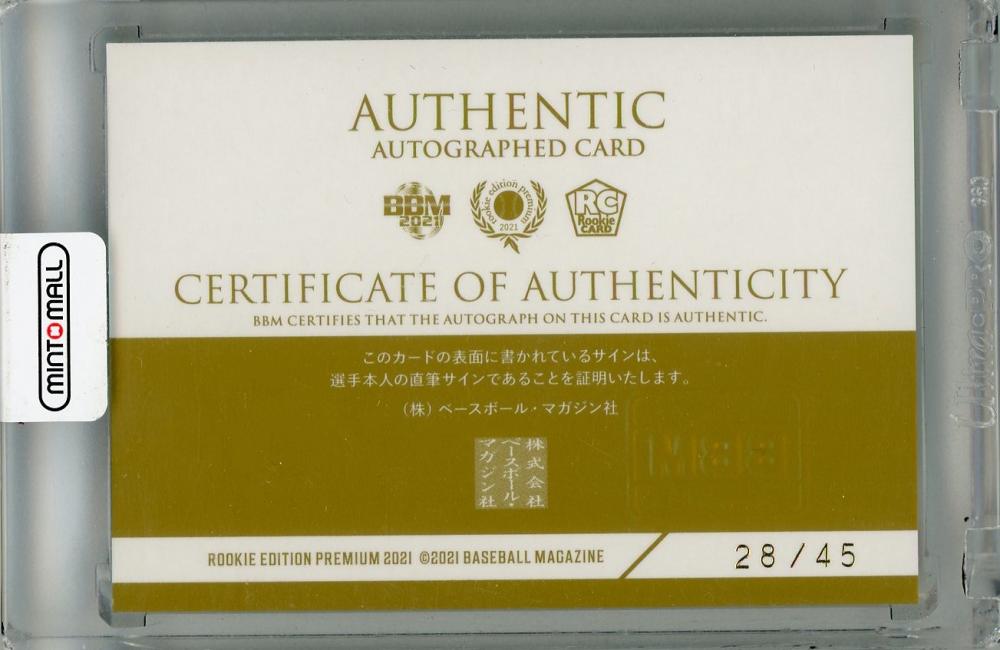 AUTHENTIC
AUTOGRAPHED CARD
BBM
2021
rookie edition premium
2021
RC
Rookie
CARD
CERTIFICATE OF AUTHENTICITY
BBM CERTIFIES THAT THE AUTOGRAPH ON THIS CARD IS AUTHENTIC.
このカードの表面に書かれているサインは、
選手本人の直筆サインであることを証明いたします。
(株) ベースボール・マガジン社
株式会社
ベースボール・
マガジン社
ROOKIE EDITION PREMIUM 2021 ©2021 BASEBALL MAGAZINE
28/45
MINTMALL